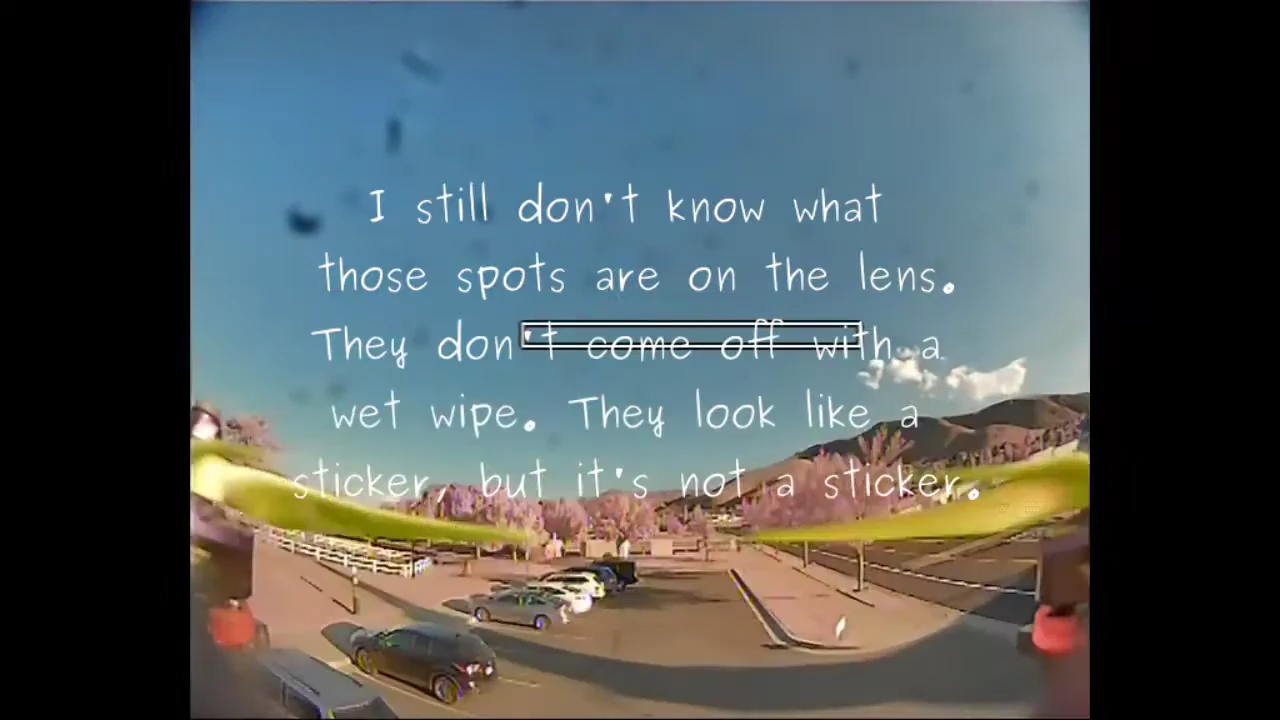 I still don't know what
those spots are on the lens.
They don't come off with a
wet wipe. They look like a
sticker, but it's not a sticker.